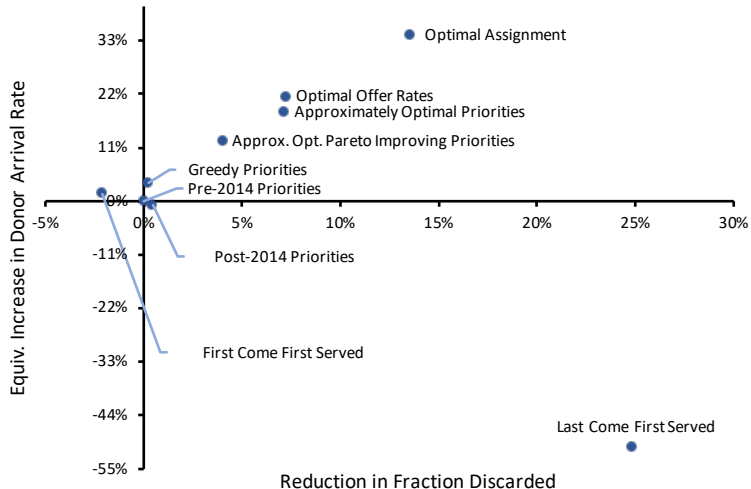 33%
Optimal Assignment
22%
Optimal Offer Rates
Approximately Optimal Priorities
11%
Approx. Opt. Pareto Improving Priorities
Greedy Priorities
Pre-2014 Priorities
0%
-5% 0% 5% 10% 15% 20% 25% 30%
-11%
Post-2014 Priorities
-22%
-33%
First Come First Served
-44%
Last Come First Served
-55%
Equiv. Increase in Donor Arrival Rate
Reduction in Fraction Discarded